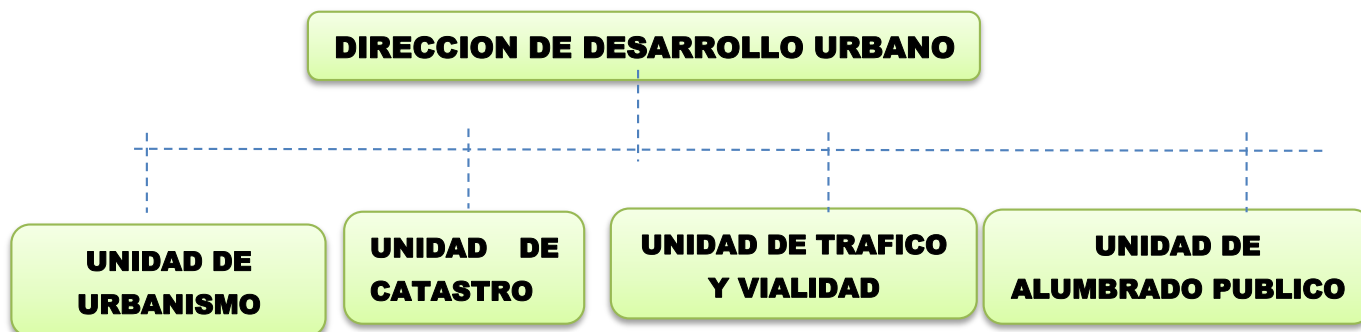 DIRECCION DE DESARROLLO URBANO
UNIDAD DE
URBANISMO
UNIDAD DE
CATASTRO
UNIDAD DE TRAFICO
Y VIALIDAD
UNIDAD DE
ALUMBRADO PUBLICO